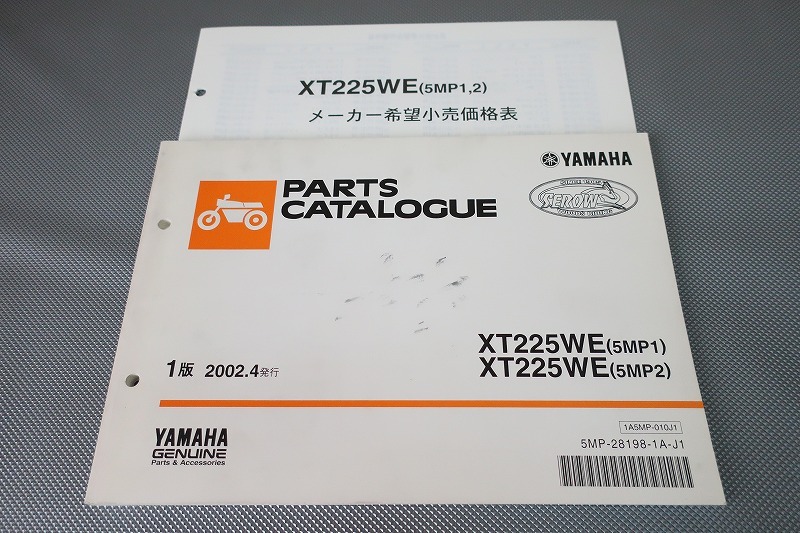 XT225WE(5MP1,2)
メーカー希望小売価格表
YAMAHA
PARTS
CATALOGUE
SEROW
XT225WE(5MP1)
XT225WE(5MP2)
1版 2002.4発行
1A5MP-010J1
5MP-28198-1A-J1
YAMAHA
GENUINE
Parts & Accessories